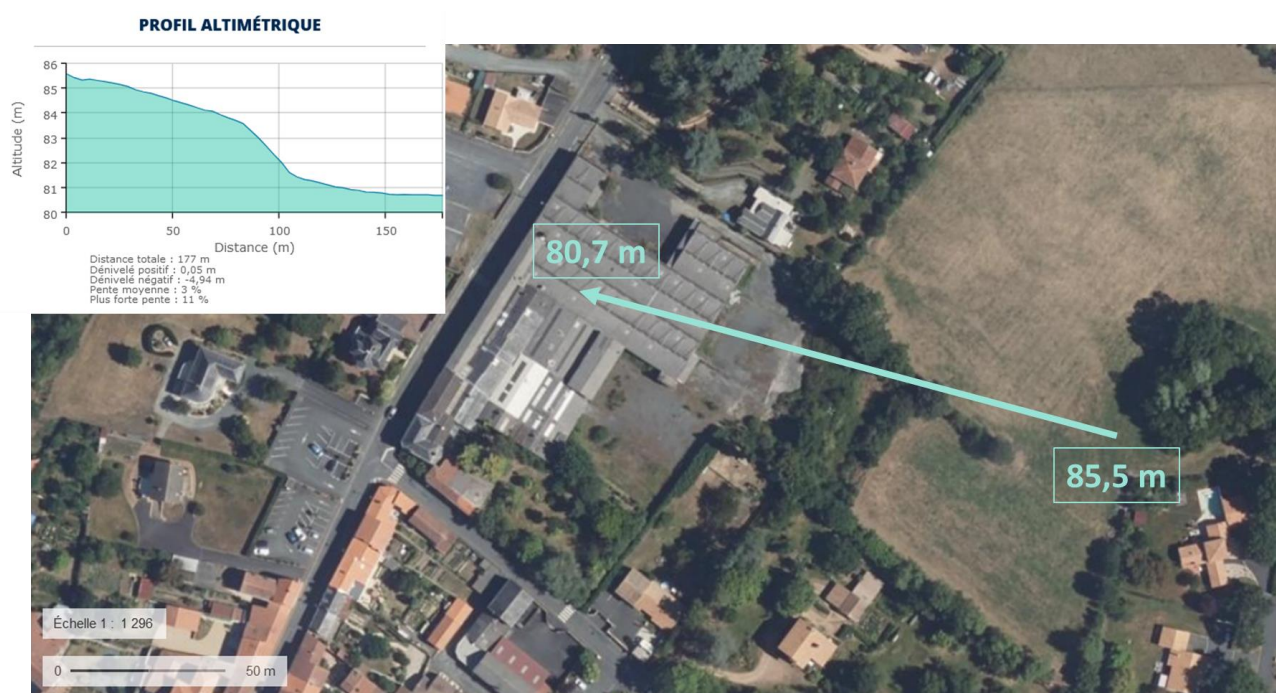 PROFIL ALTIMÉTRIQUE
86
85
84
83
82
81
80
Altitude (m)
0 50 100 150
Distance (m)
Distance totale : 177 m
Dénivelé positif : 0,05 m
Dénivelé négatif : -4,94 m
Pente moyenne : 3 %
Plus forte pente : 11 %
80,7 m
85,5 m
Échelle 1 : 1 296
0 50 m